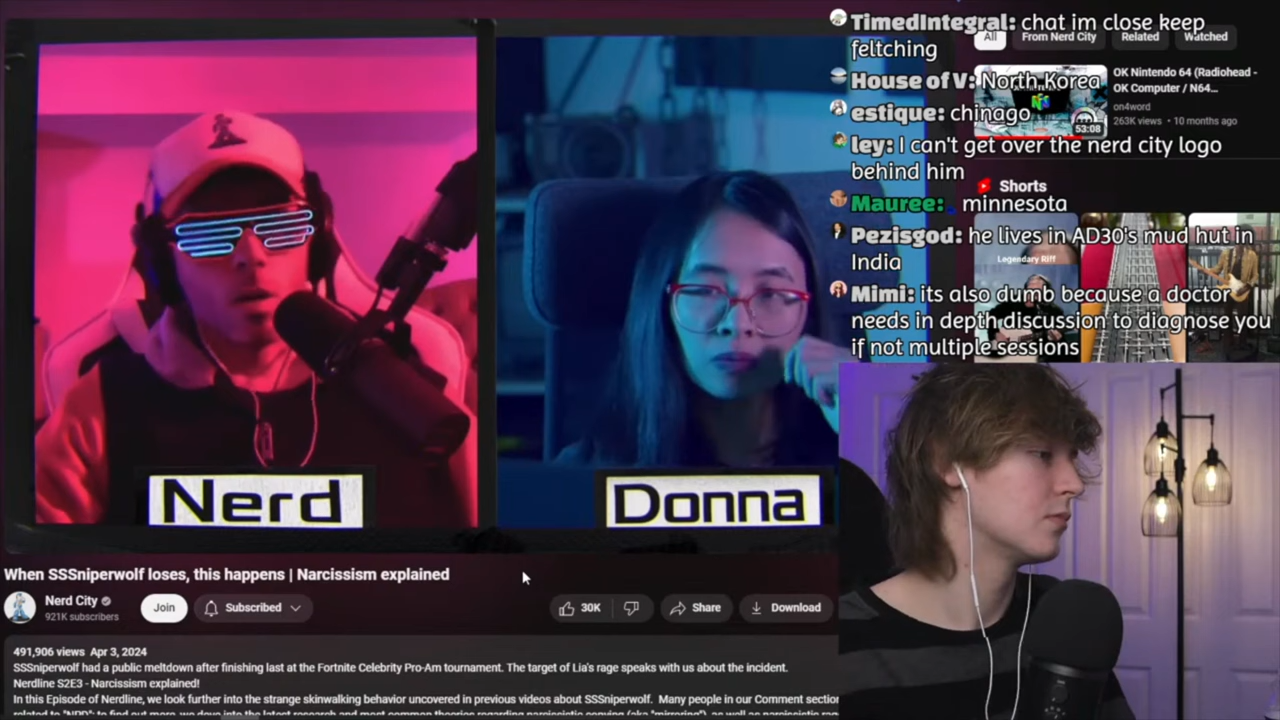 TimedIntegral: chat im close keep
feltching
House of V: North Korea
estique: chinago
ley: I can't get over the nerd city logo
behind him
Mauree: minnesota
Pezisgod: he lives in AD30's mud hut in
India
Mimi: its also dumb because a doctor
needs in depth discussion to diagnose you
if not multiple sessions
All From Nerd City Related Watched
OK Nintendo 64 (Radiohead -
OK Computer / N64...
on4word
263K views • 10 months ago
53:08
Shorts
Legendary Riff
Nerd
Donna
When SSSniperwolf loses, this happens | Narcissism explained
Nerd City
921K subscribers
Join
Subscribed
30K
Share
Download
491,906 views Apr 3, 2024
SSSniperwolf had a public meltdown after finishing last at the Fortnite Celebrity Pro-Am tournament. The target of Lia's rage speaks with us about the incident.
Nerdline S2E3 - Narcissism explained!
In this Episode of Nerdline, we look further into the strange skinwalking behavior uncovered in previous videos about SSSniperwolf. Many people in our Comment section